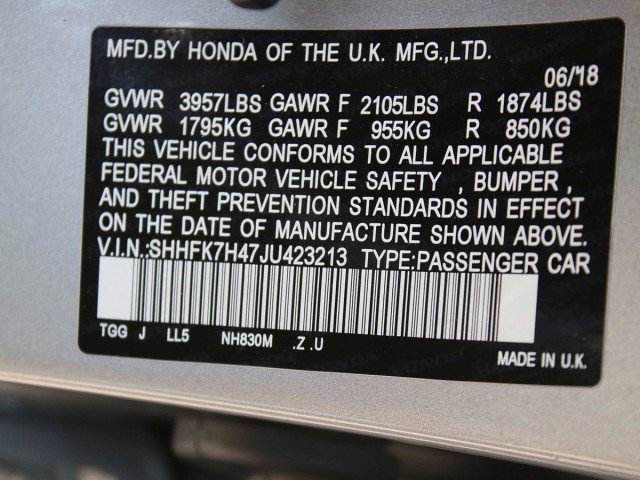 MFD.BY HONDA OF THE U.K. MFG.,LTD.
06/'18
GVWR 3957LBS GAWR F 2105LBS R 1874LBS
GVWR 1795KG GAWR F 955KG R 850KG
THIS VEHICLE CONFORMS TO ALL APPLICABLE
FEDERAL MOTOR VEHICLE SAFETY , BUMPER ,
AND THEFT PREVENTION STANDARDS IN EFFECT
ON THE DATE OF MANUFACTURE SHOWN ABOVE.
V.I.N.:SHHFK7H47JU423213 TYPE:PASSENGER CAR
TGG J LL5 NH830M .Z .U
MADE IN U.K.